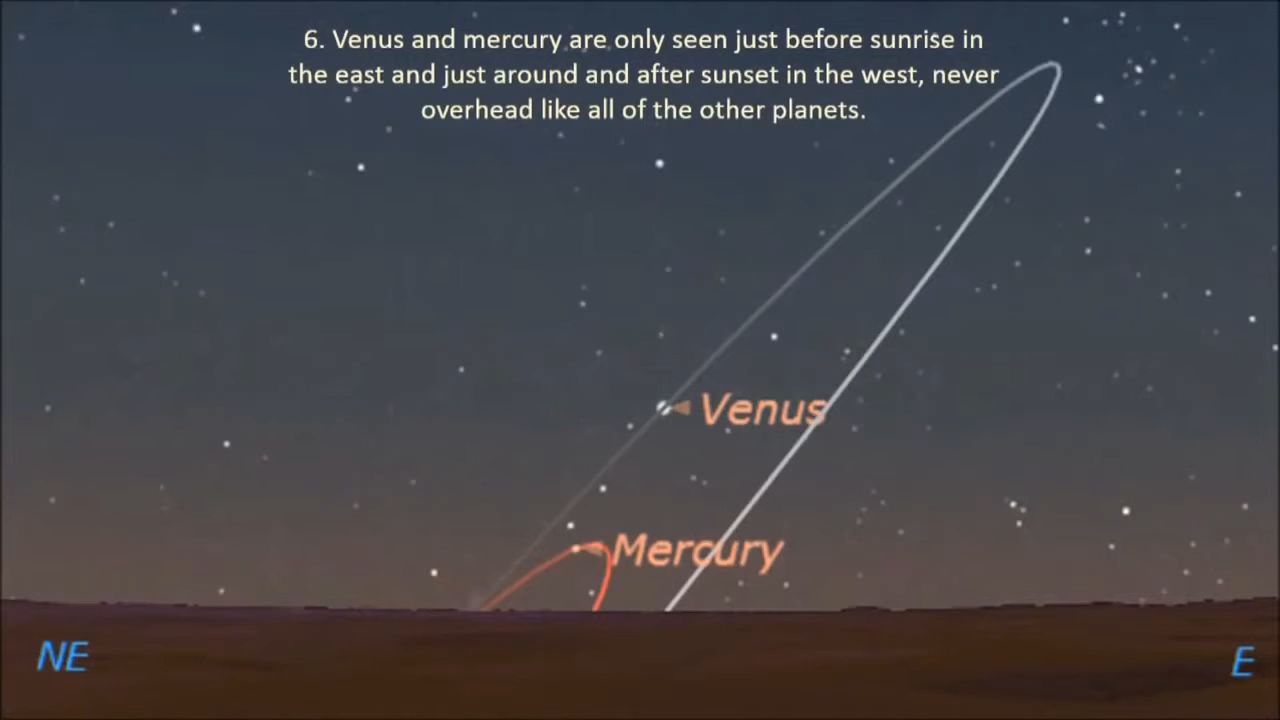 6. Venus and mercury are only seen just before sunrise in
the east and just around and after sunset in the west, never
overhead like all of the other planets.
Venus
Mercury
NE
E